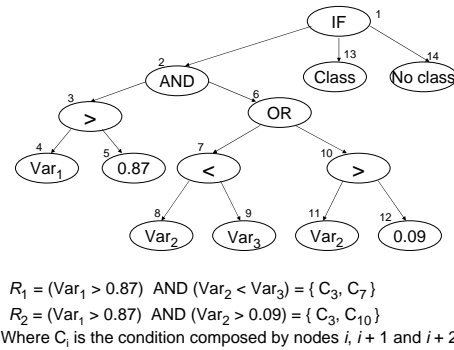 IF 1
2 13 14
AND Class No class
3 6
> OR
4 5 7 10
Var₁ 0.87 < >
8 9 11 12
Var₂ Var₃ Var₂ 0.09
R₁ = (Var₁ > 0.87) AND (Var₂ < Var₃) = { C₃, C₇ }
R₂ = (Var₁ > 0.87) AND (Var₂ > 0.09) = { C₃, C₁₀ }
Where Cᵢ is the condition composed by nodes i, i + 1 and i + 2